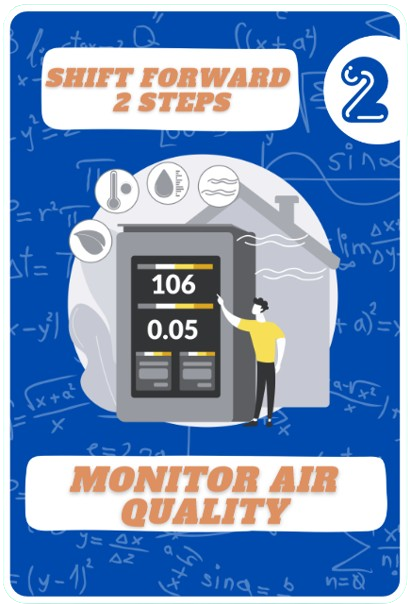 SHIFT FORWARD
2 STEPS
2
106
0.05
MONITOR AIR
QUALITY